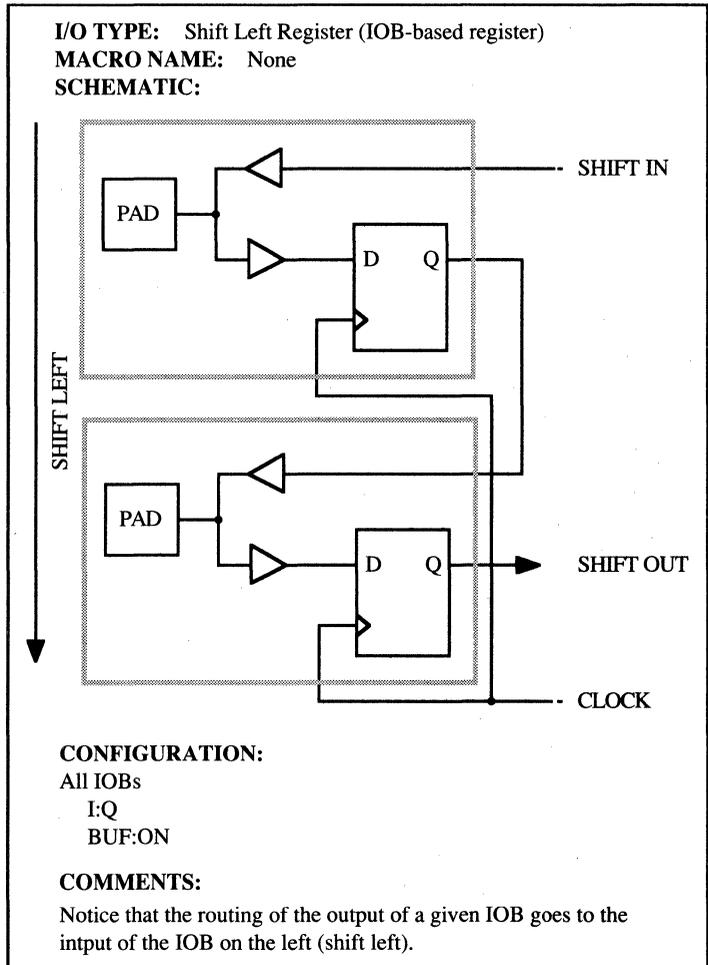 I/O TYPE: Shift Left Register (IOB-based register)
MACRO NAME: None
SCHEMATIC:
SHIFT IN
PAD
D Q
SHIFT LEFT
PAD
D Q
SHIFT OUT
CLOCK
CONFIGURATION:
All IOBs
I:Q
BUF:ON
COMMENTS:
Notice that the routing of the output of a given IOB goes to the
intput of the IOB on the left (shift left).